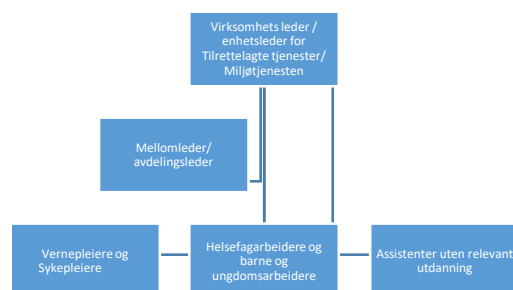 Virksomhets leder /
enhetsleder for
Tilrettelagte tjenester/
Miljøtjenesten
Mellomleder/
avdelingsleder
Vernepleiere og
Sykepleiere
Helsefagarbeidere og
barne og
ungdomsarbeidere
Assistenter uten relevant
utdanning